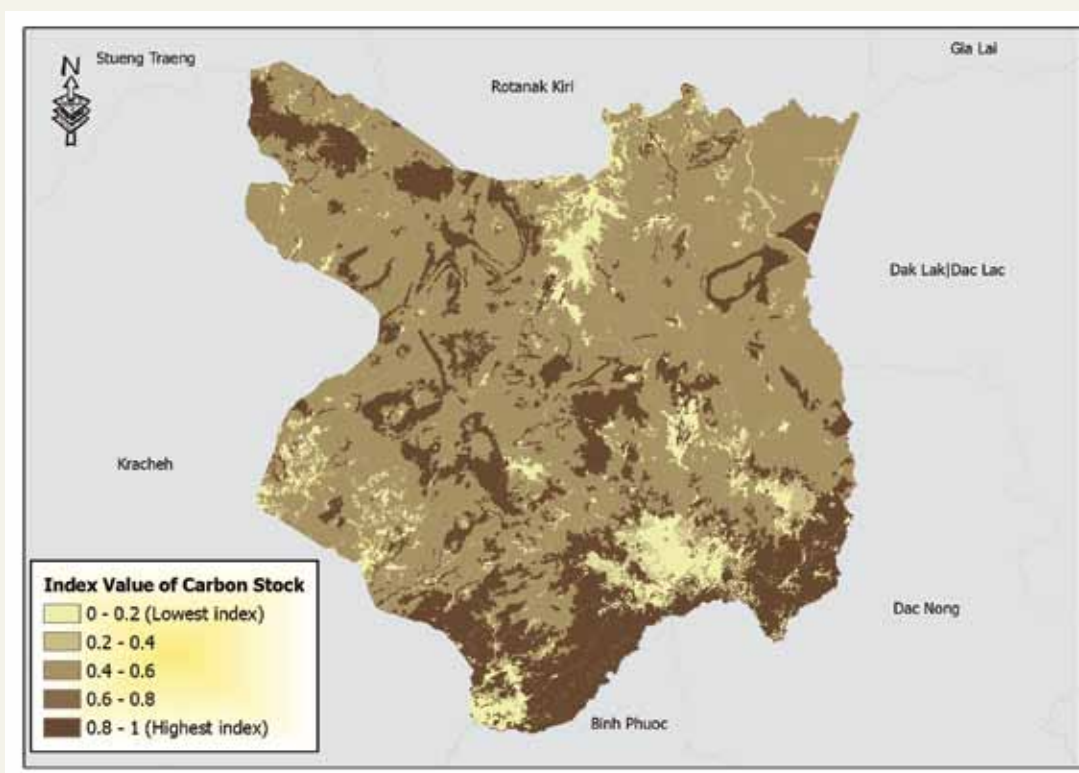 Stueng Traeng
Gia Lai
N
Rotanak Kiri
Dak Lak|Dac Lac
Kracheh
Dac Nong
Binh Phuoc
Index Value of Carbon Stock
0 - 0.2 (Lowest index)
0.2 - 0.4
0.4 - 0.6
0.6 - 0.8
0.8 - 1 (Highest index)